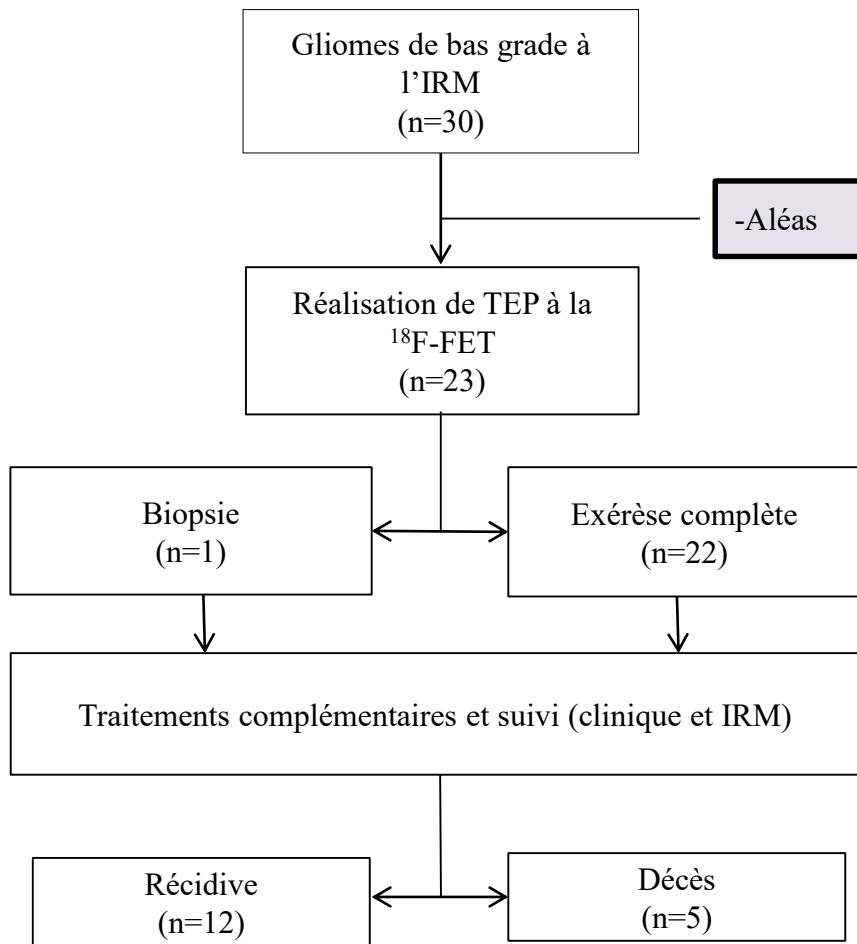 Gliomes de bas grade à
l’IRM
(n=30)
-Aléas
Réalisation de TEP à la
¹⁸F-FET
(n=23)
Biopsie
(n=1)
Exérèse complète
(n=22)
Traitements complémentaires et suivi (clinique et IRM)
Récidive
(n=12)
Décès
(n=5)